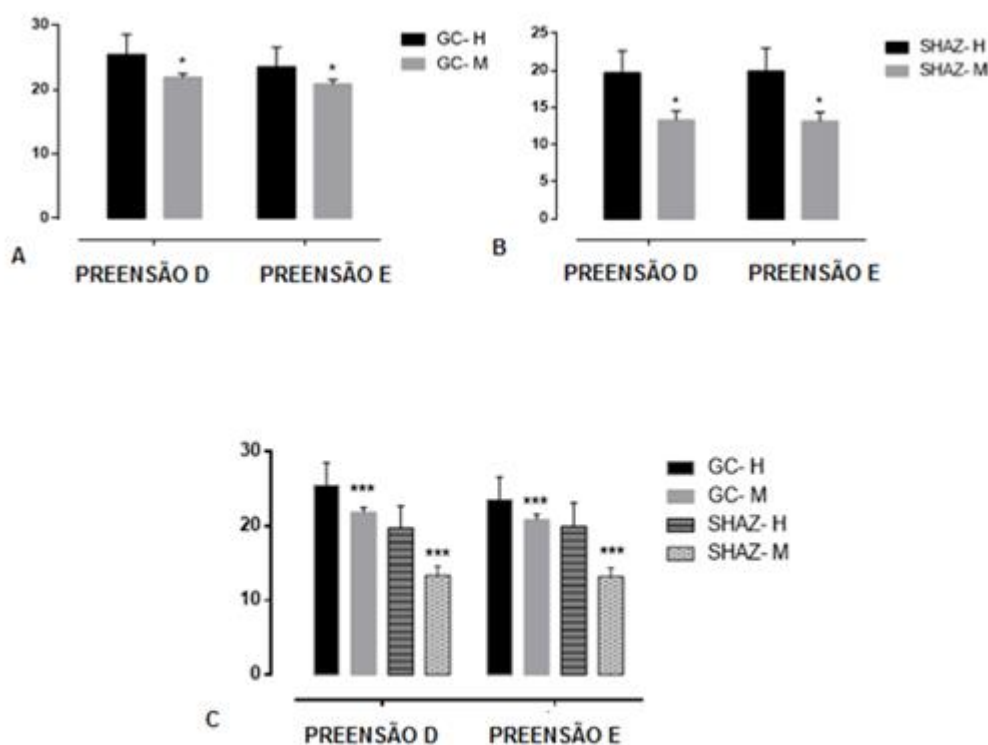 30
20
10
0
*
*
GC- H
GC- M
A
PREENSÃO D
PREENSÃO E
25
20
15
10
5
0
*
*
SHAZ- H
SHAZ- M
B
PREENSÃO D
PREENSÃO E
30
20
10
0
***
***
***
***
GC- H
GC- M
SHAZ- H
SHAZ- M
C
PREENSÃO D
PREENSÃO E